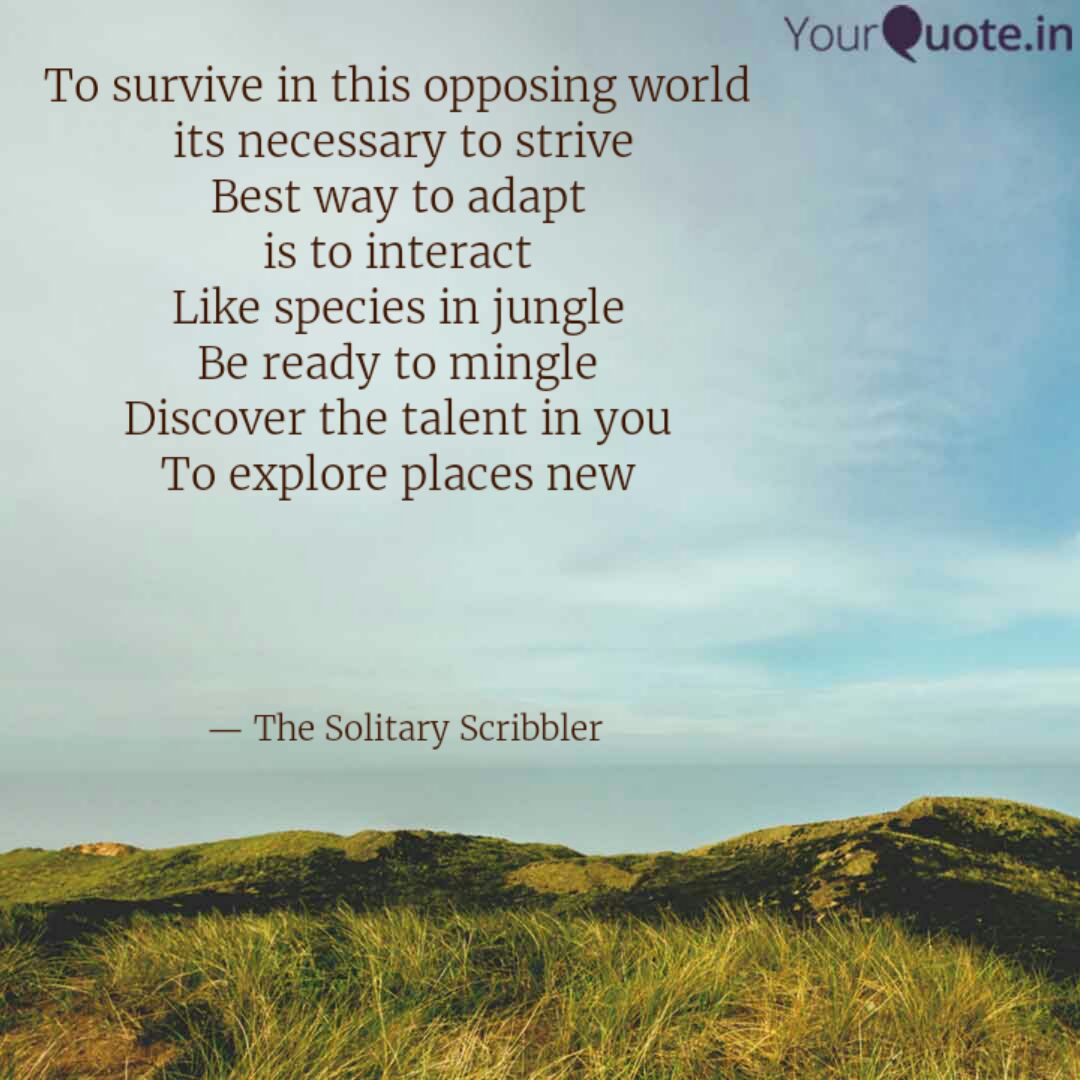 YourQuote.in
To survive in this opposing world
its necessary to strive
Best way to adapt
is to interact
Like species in jungle
Be ready to mingle
Discover the talent in you
To explore places new
— The Solitary Scribbler